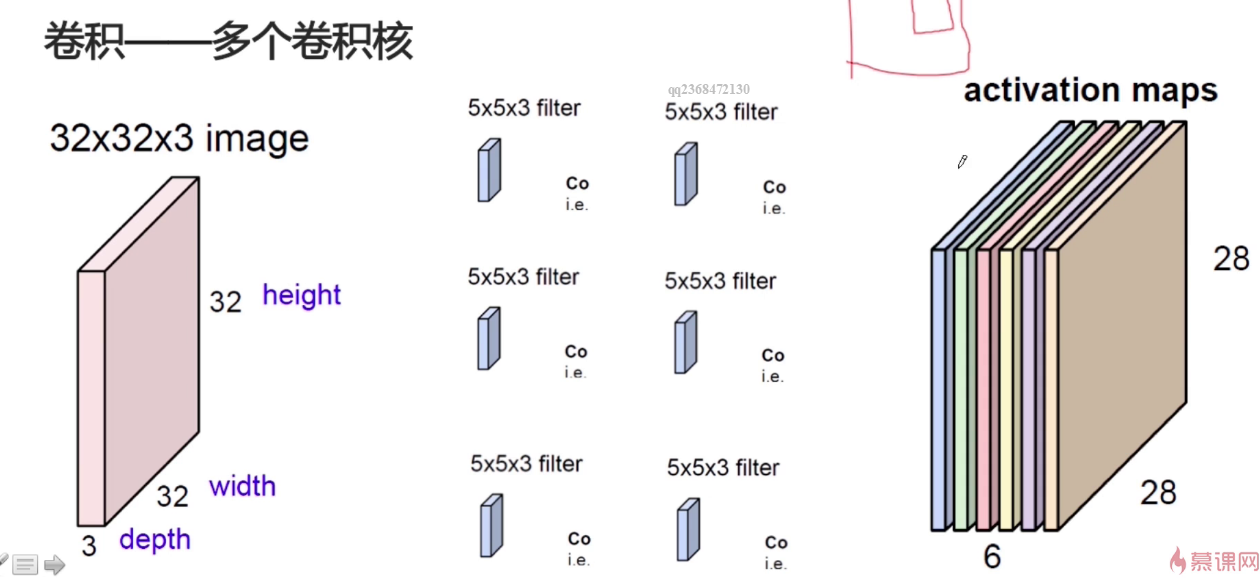 卷积——多个卷积核
32x32x3 image
32 height
32 width
3 depth
5x5x3 filter
Co
i.e.
qq2368472130
5x5x3 filter
Co
i.e.
5x5x3 filter
Co
i.e.
5x5x3 filter
Co
i.e.
5x5x3 filter
Co
i.e.
5x5x3 filter
Co
i.e.
activation maps
28
28
6
慕课网